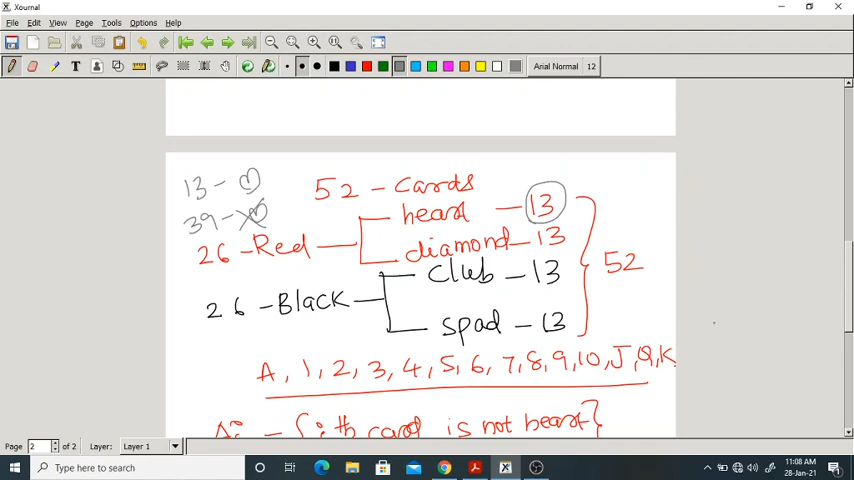 Xournal
File Edit View Page Tools Options Help
Arial Normal 12
13 -
52 - Cards
39 -
heart - 13
26 - Red
diamond - 13
52
club - 13
26 - Black
spad - 13
A, 1, 2, 3, 4, 5, 6, 7, 8, 9, 10, J, Q, K
Ai - {ith card is not heart}
Page 2 of 2 Layer: Layer 1
Type here to search
11:08 AM
28-Jan-21